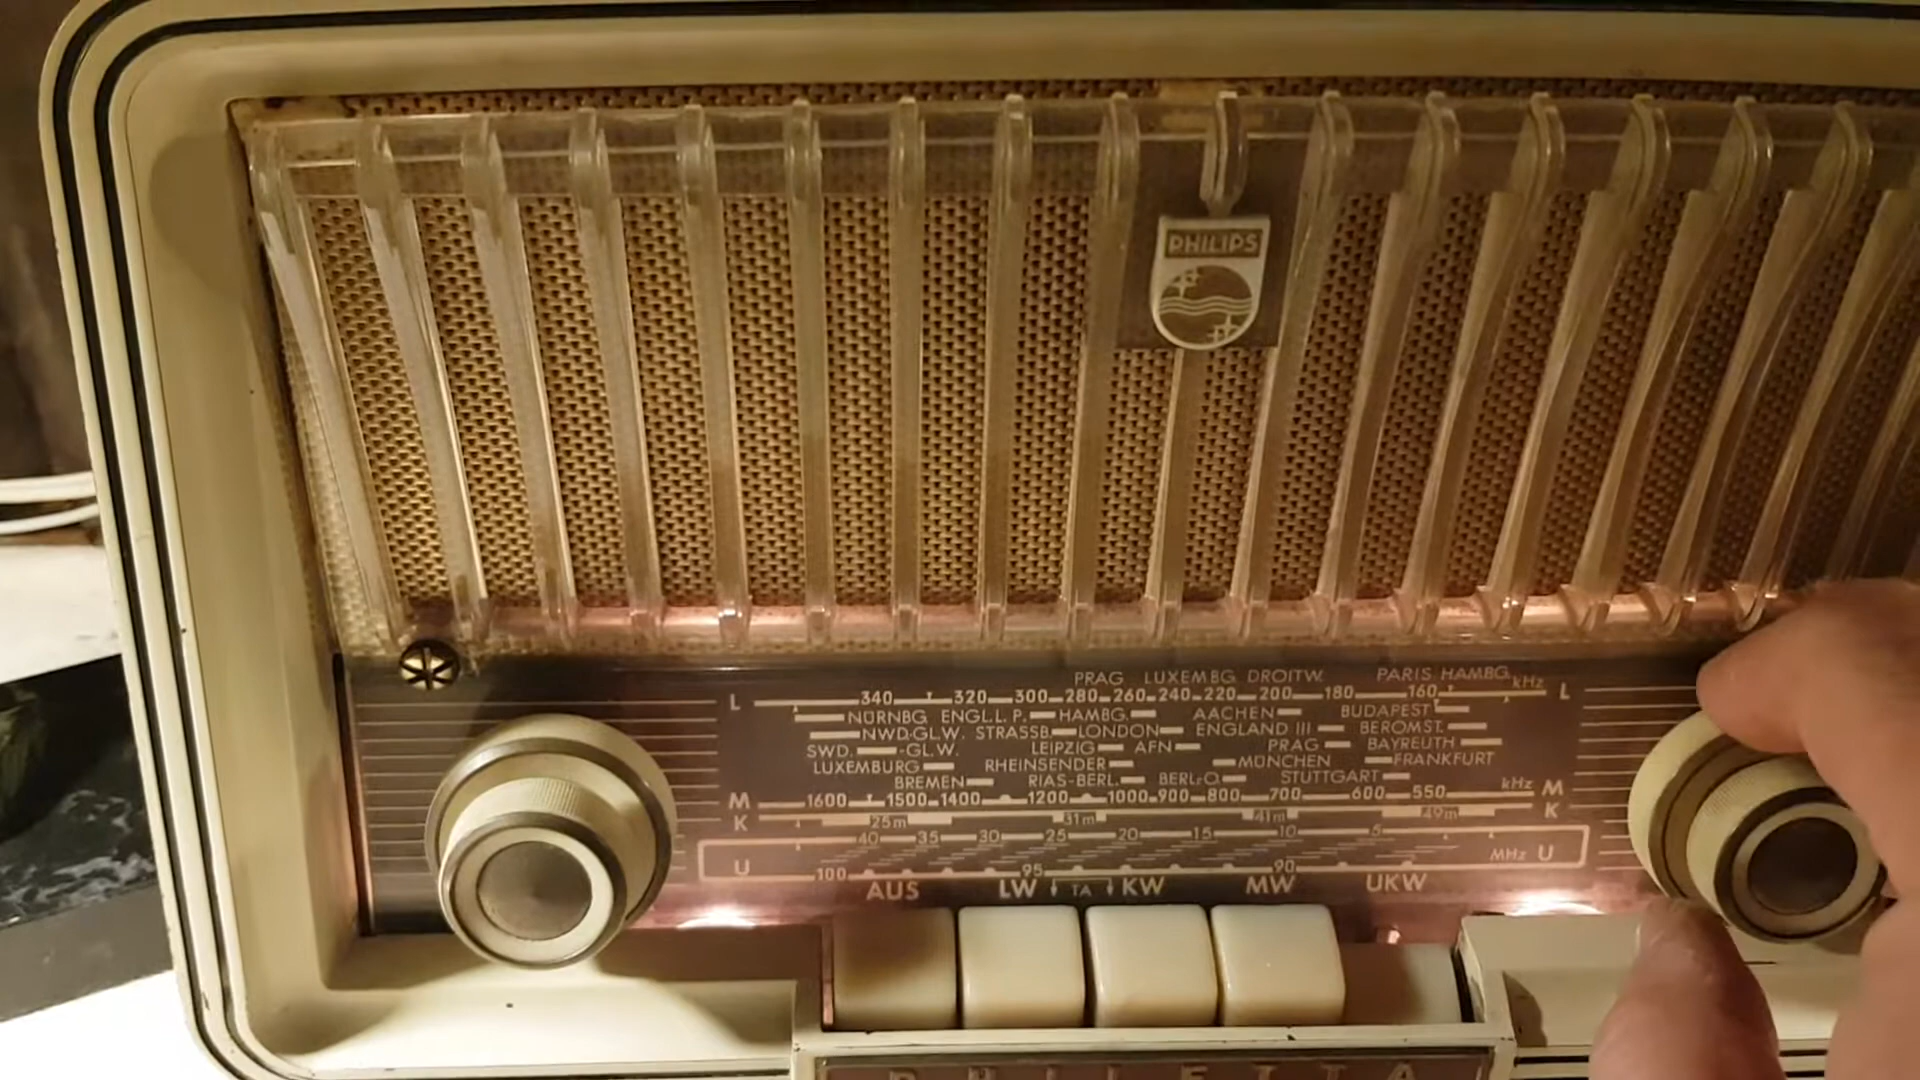 PHILIPS
PRAG LUXEMBG. DROITW. PARIS HAMBG.
L 340 320 300 280 260 240 220 200 180 160 kHz L
NÜRNBG. ENGL.L.P. HAMBG. AACHEN BUDAPEST
NWD-GL.W. STRASSB. LONDON ENGLAND III BEROMST.
SWD. -GL.W. LEIPZIG AFN PRAG BAYREUTH
LUXEMBURG RHEINSENDER MÜNCHEN FRANKFURT
BREMEN RIAS-BERL. STUTTGART
M 1600 1500 1400 1200 1000 900 800 700 600 550 kHz M
K 25m 31m 41m 49m K
40 35 30 25 20 15 10 5
U 100 95 90 MHz U
AUS LW TA KW MW UKW
PHILETTA